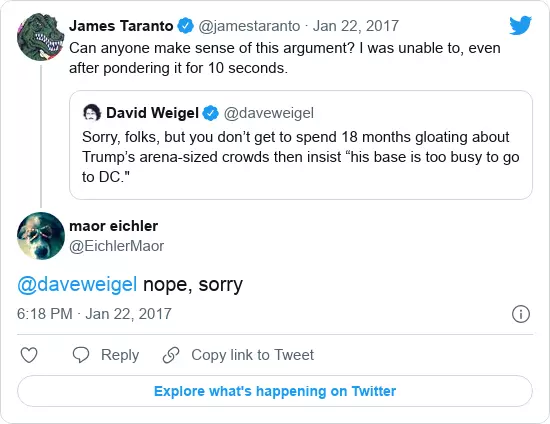 James Taranto @jamestaranto · Jan 22, 2017
Can anyone make sense of this argument? I was unable to, even
after pondering it for 10 seconds.
David Weigel @daveweigel
Sorry, folks, but you don’t get to spend 18 months gloating about
Trump’s arena-sized crowds then insist “his base is too busy to go
to DC."
maor eichler
@EichlerMaor
@daveweigel nope, sorry
6:18 PM · Jan 22, 2017
Reply
Copy link to Tweet
Explore what's happening on Twitter